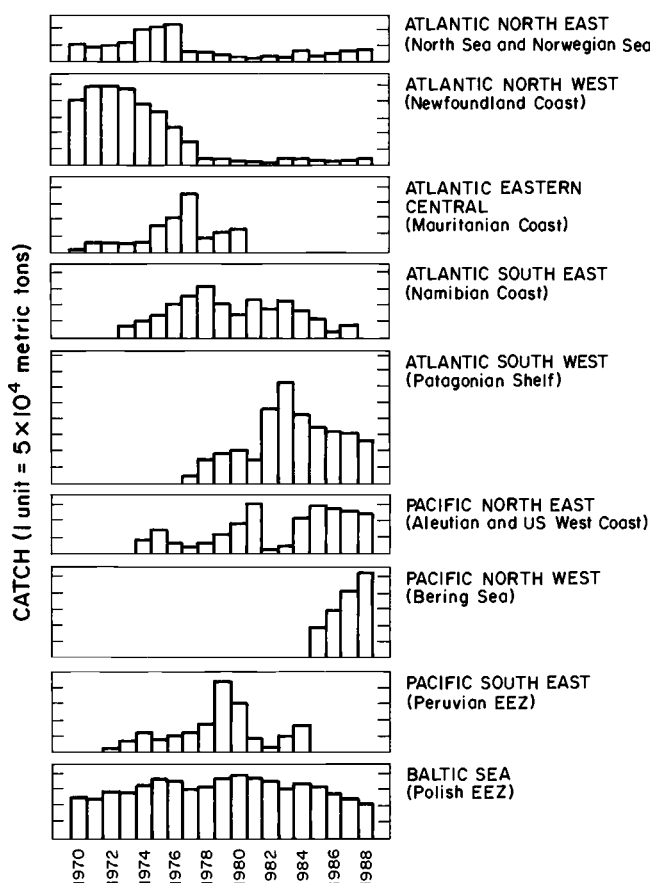 ATLANTIC NORTH EAST
(North Sea and Norwegian Sea
ATLANTIC NORTH WEST
(Newfoundland Coast)
ATLANTIC EASTERN
CENTRAL
(Mauritanian Coast)
ATLANTIC SOUTH EAST
(Namibian Coast)
ATLANTIC SOUTH WEST
(Patagonian Shelf)
PACIFIC NORTH EAST
(Aleutian and US West Coast)
PACIFIC NORTH WEST
(Bering Sea)
PACIFIC SOUTH EAST
(Peruvian EEZ)
BALTIC SEA
(Polish EEZ)
CATCH (1 unit = 5×10⁴ metric tons)
1970
1972
1974
1976
1978
1980
1982
1984
1986
1988